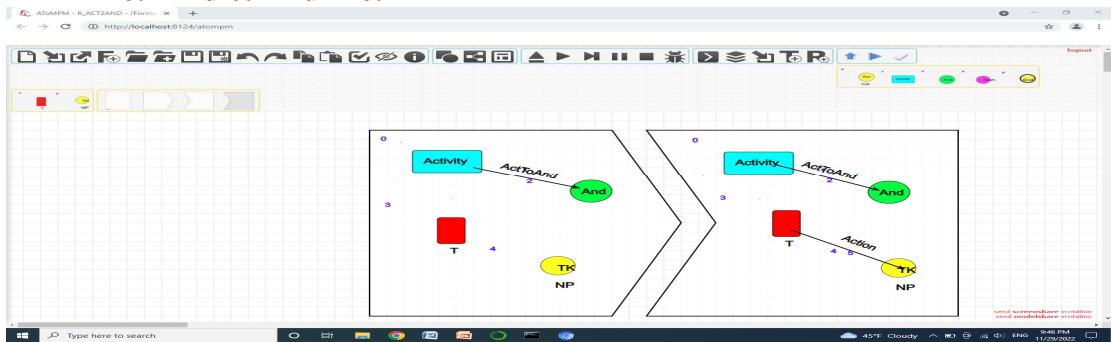 AToMPM - R_ACT2AND - /Form
http://localhost:8124/atompm
logout
T
NP
0
Activity
ActToAnd
2
And
3
T
4
TK
NP
0
Activity
ActToAnd
2
And
3
T
Action
4 5
TK
NP
send screenshare invitation
send modelshare invitation
Type here to search
45°F Cloudy
ENG
9:46 PM
11/29/2022